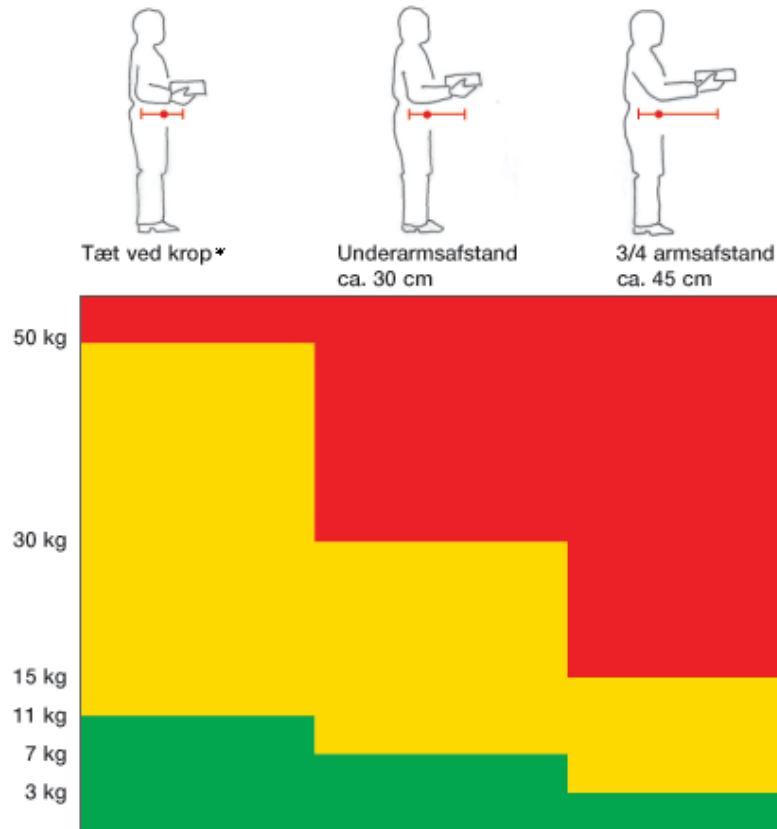 Tæt ved krop*
Underarmsafstand
ca. 30 cm
3/4 armsafstand
ca. 45 cm
50 kg
30 kg
15 kg
11 kg
7 kg
3 kg